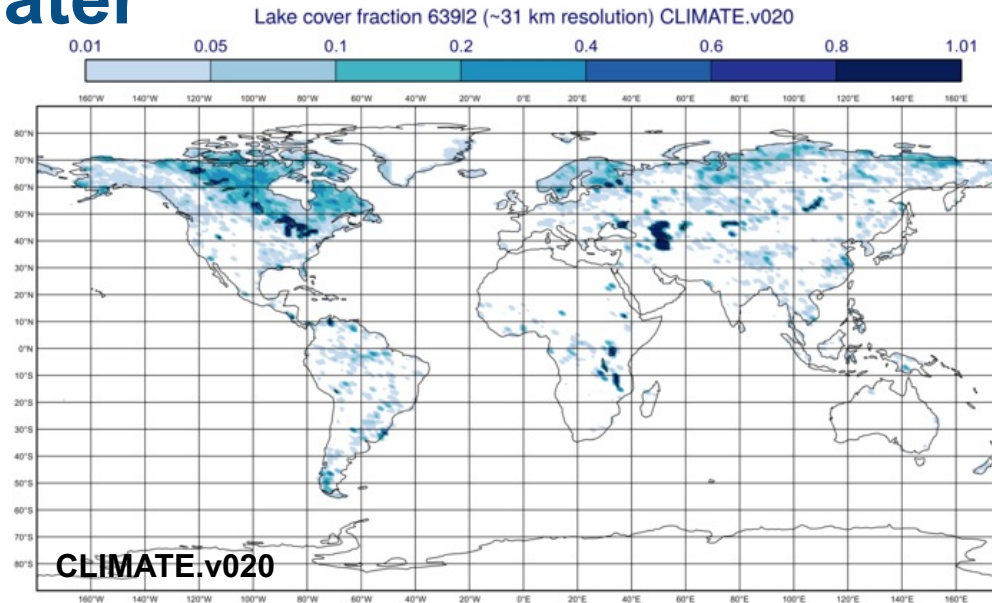 ater
Lake cover fraction 639l2 (~31 km resolution) CLIMATE.v020
0.01 0.05 0.1 0.2 0.4 0.6 0.8 1.01
160°W 140°W 120°W 100°W 80°W 60°W 40°W 20°W 0°E 20°E 40°E 60°E 80°E 100°E 120°E 140°E 160°E
80°N
70°N
60°N
50°N
40°N
30°N
20°N
10°N
0°N
10°S
20°S
30°S
40°S
50°S
60°S
70°S
80°S
CLIMATE.v020
160°W 140°W 120°W 100°W 80°W 60°W 40°W 20°W 0°E 20°E 40°E 60°E 80°E 100°E 120°E 140°E 160°E